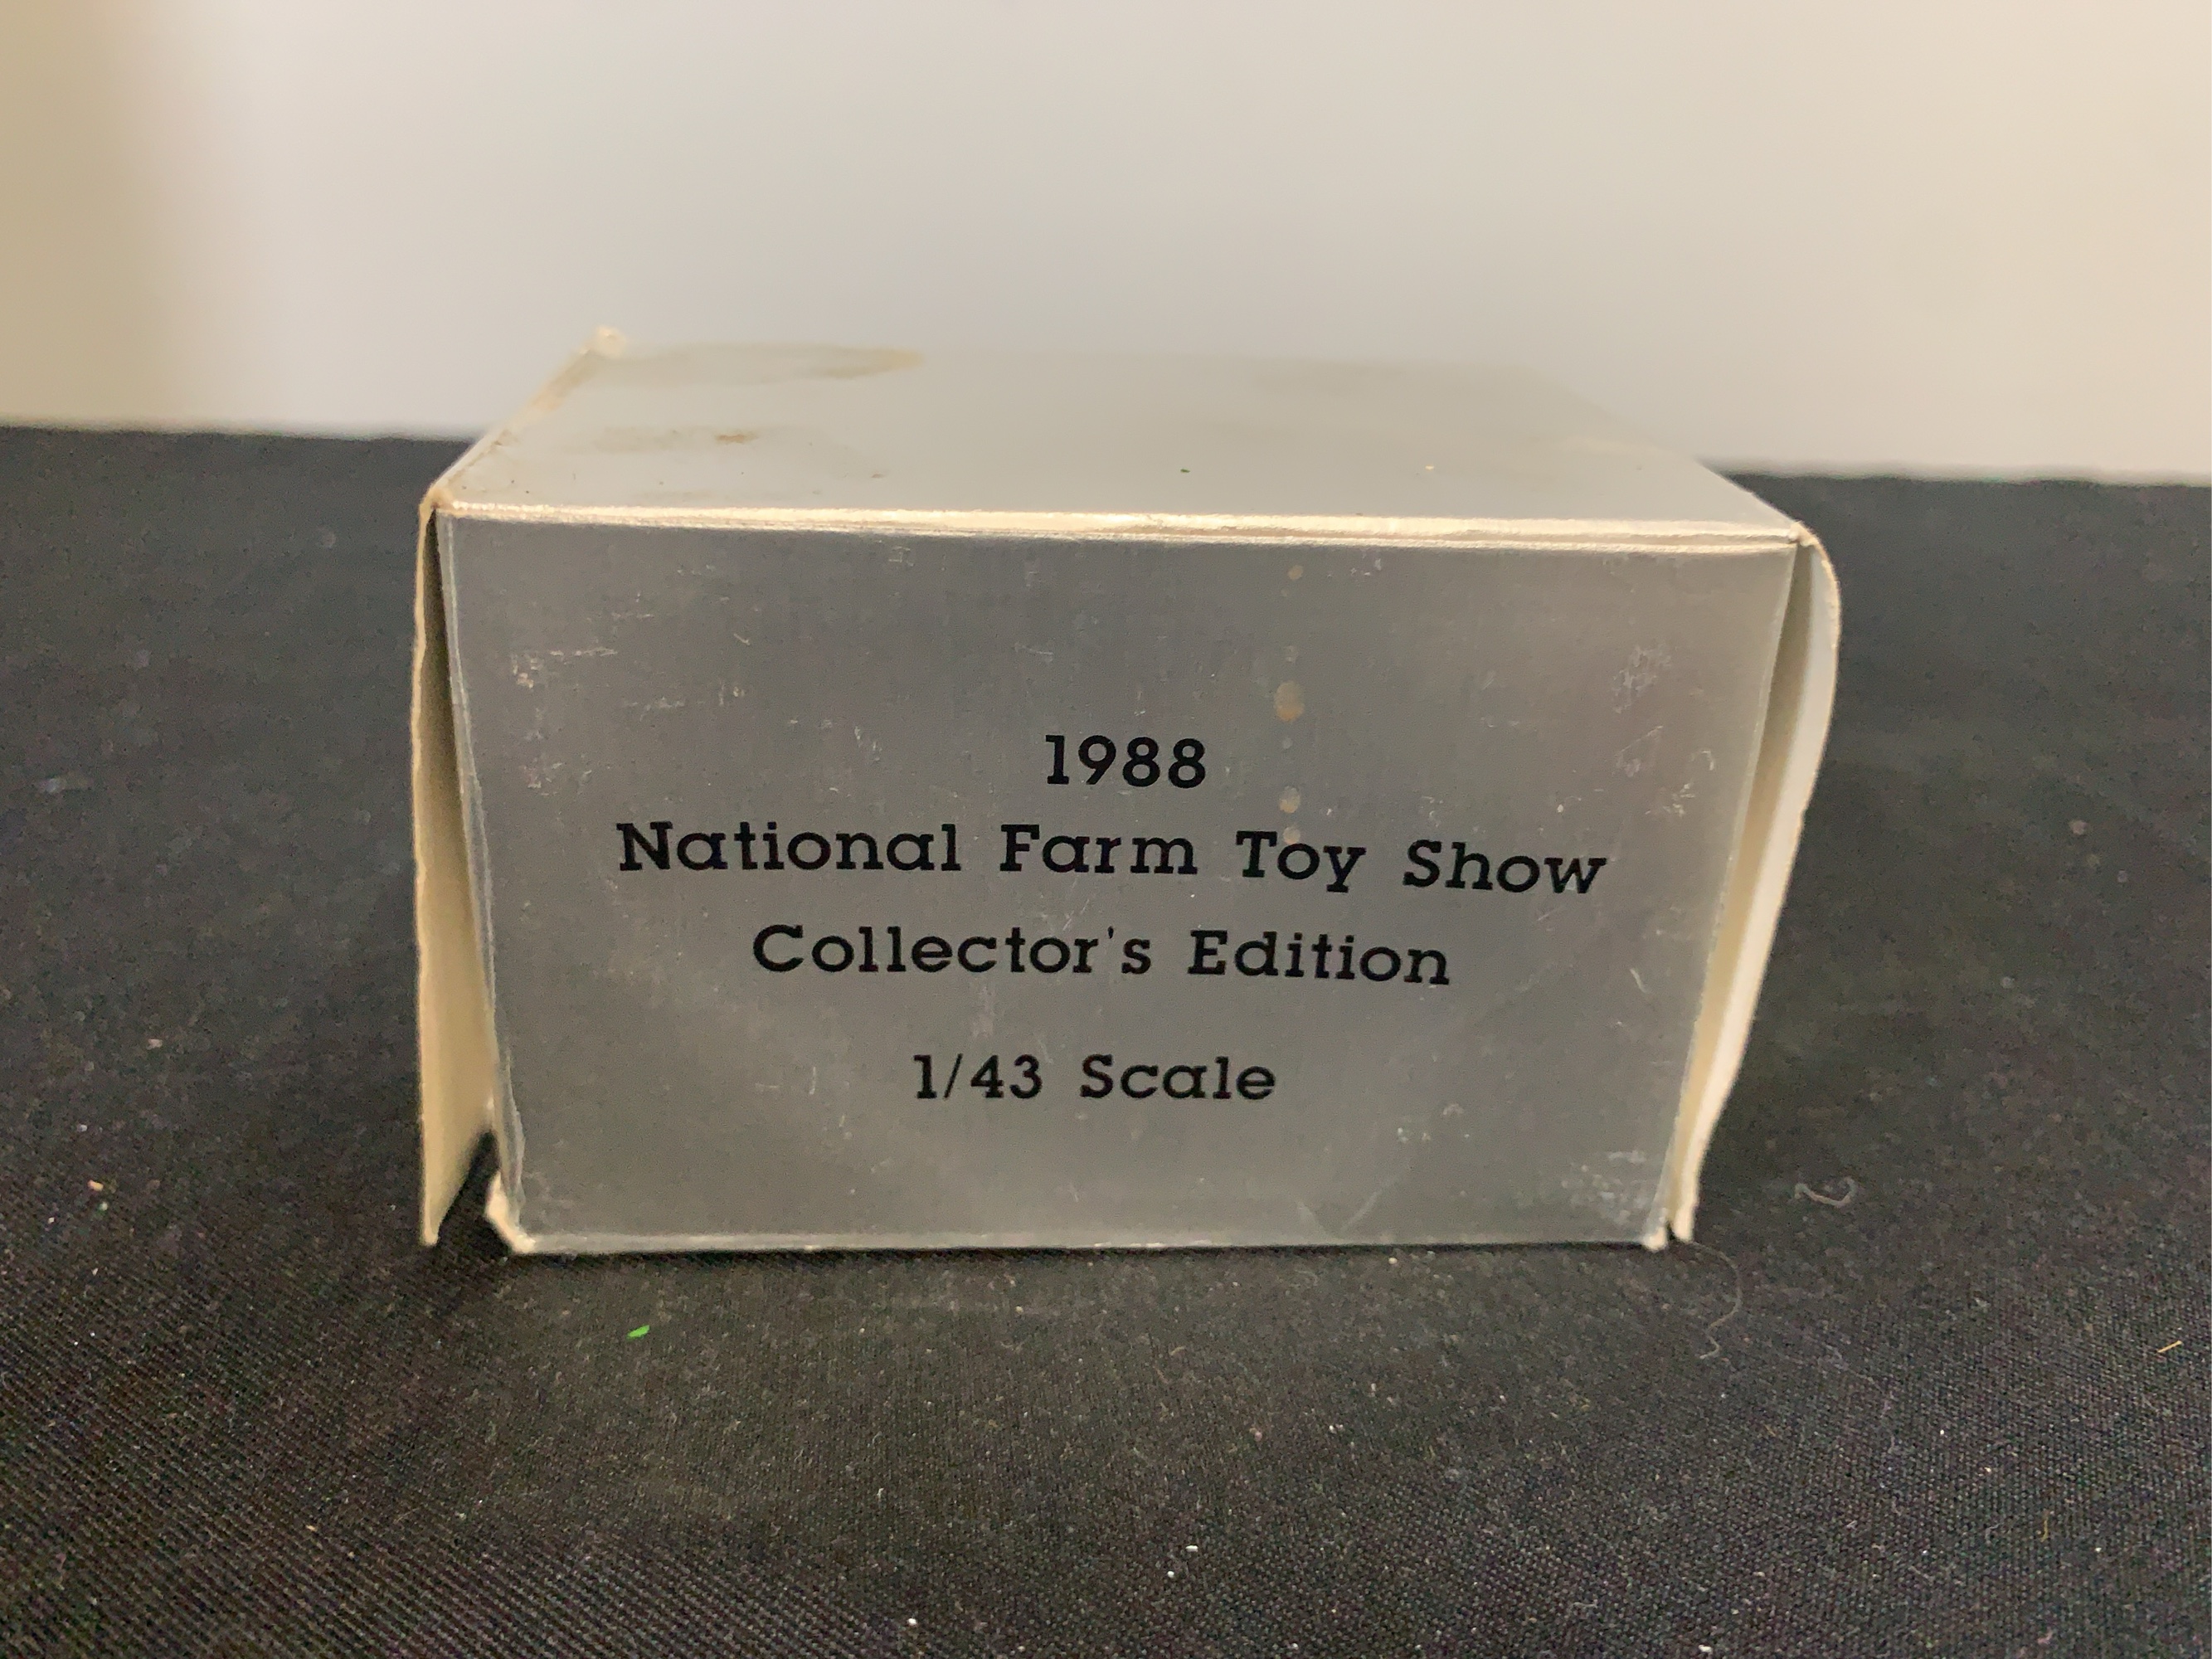 1988
National Farm Toy Show
Collector's Edition
1/43 Scale